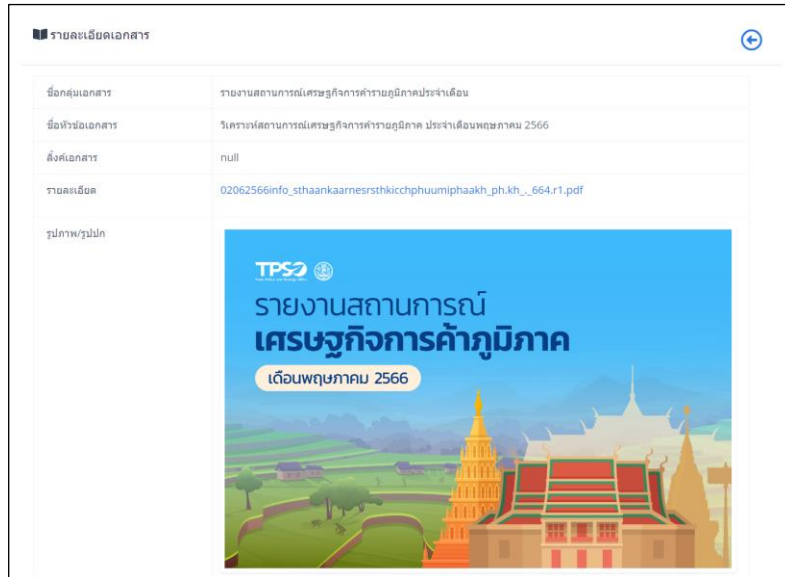 รายละเอียดเอกสาร
ชื่อกลุ่มเอกสาร
รายงานสถานการณ์เศรษฐกิจการค้ารายภูมิภาคประจำเดือน
ชื่อหัวข้อเอกสาร
วิเคราะห์สถานการณ์เศรษฐกิจการค้ารายภูมิภาค ประจำเดือนพฤษภาคม 2566
ลิ้งค์เอกสาร
null
รายละเอียด
02062566info_sthaankaarnesrsthkicchphuumiphaakh_ph.kh_._664.r1.pdf
รูปภาพ/รูปปก
TPSO
รายงานสถานการณ์
เศรษฐกิจการค้าภูมิภาค
เดือนพฤษภาคม 2566